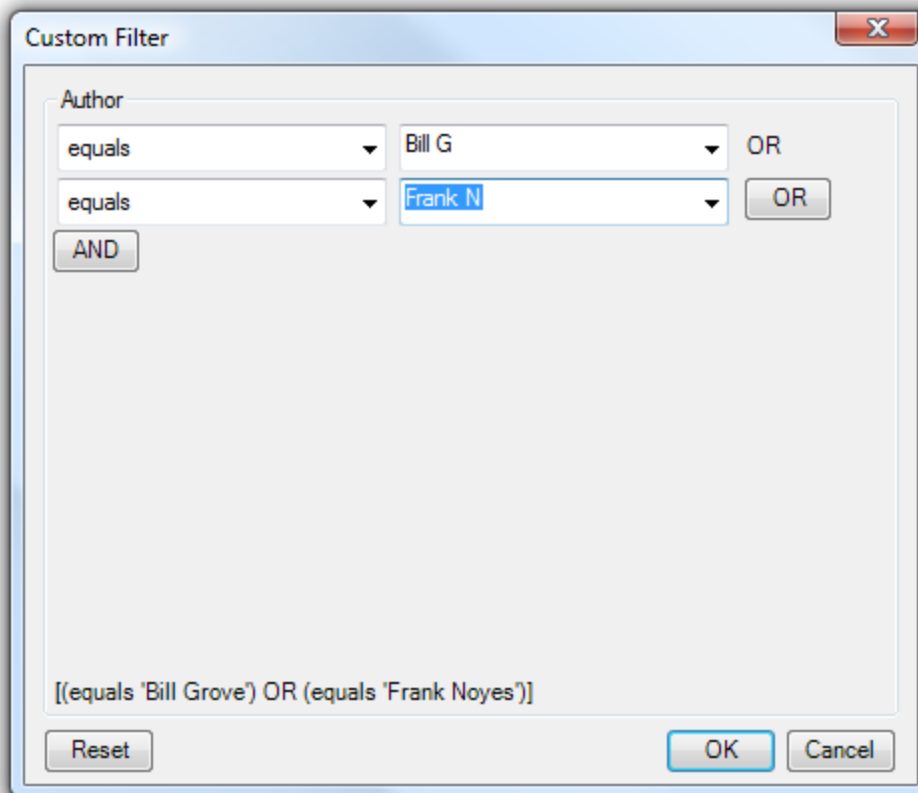 Custom Filter
Author
equals Bill G OR
equals Frank N OR
AND
[(equals 'Bill Grove') OR (equals 'Frank Noyes')]
Reset OK Cancel